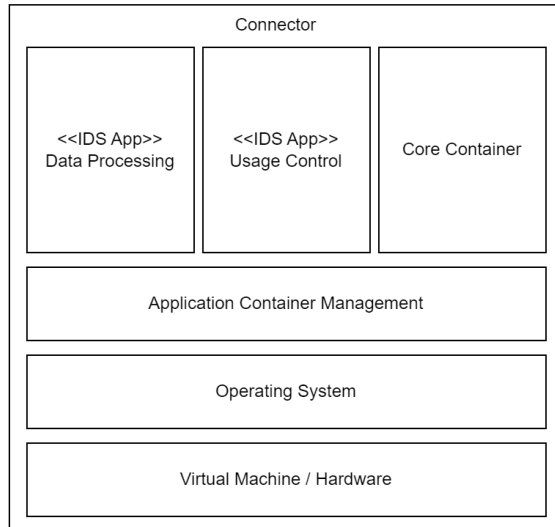 Connector
<<IDS App>>
Data Processing
<<IDS App>>
Usage Control
Core Container
Application Container Management
Operating System
Virtual Machine / Hardware